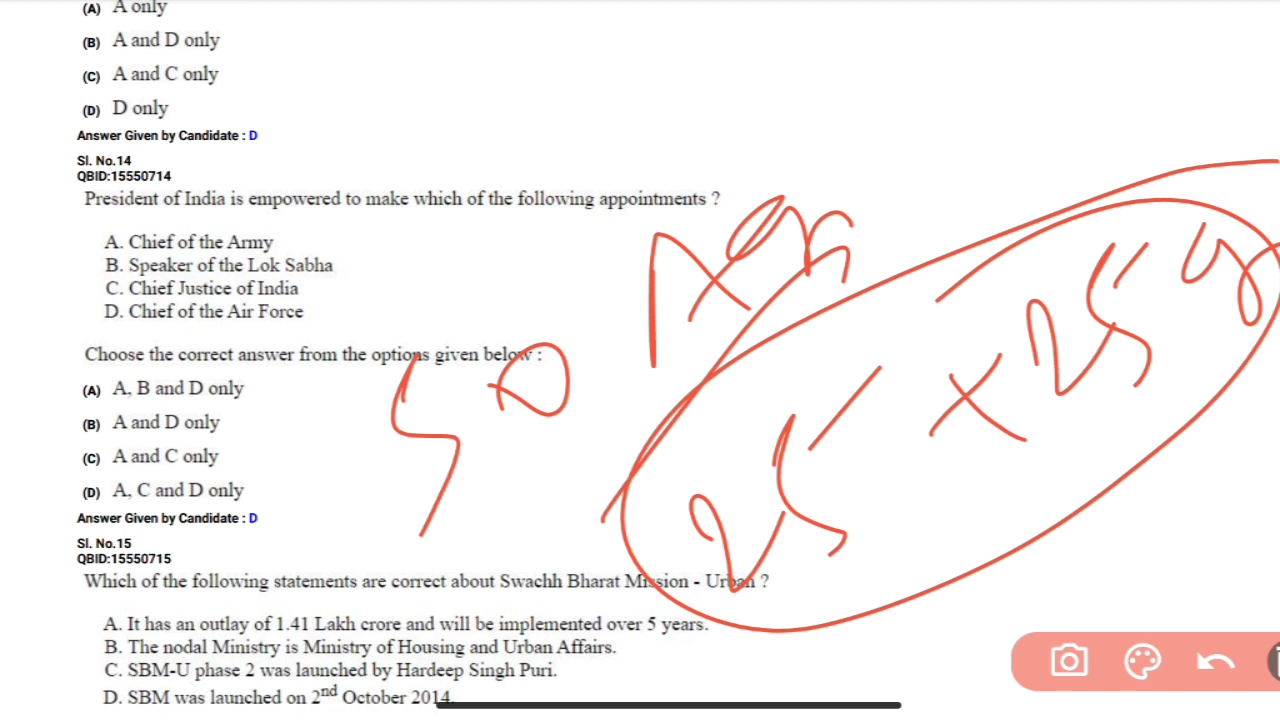 (A) A only
(B) A and D only
(C) A and C only
(D) D only
Answer Given by Candidate : D
Sl. No.14
QBID:15550714
President of India is empowered to make which of the following appointments ?
A. Chief of the Army
B. Speaker of the Lok Sabha
C. Chief Justice of India
D. Chief of the Air Force
Choose the correct answer from the options given below :
(A) A, B and D only
(B) A and D only
(C) A and C only
(D) A, C and D only
Answer Given by Candidate : D
Sl. No.15
QBID:15550715
Which of the following statements are correct about Swachh Bharat Mission - Urban ?
A. It has an outlay of 1.41 Lakh crore and will be implemented over 5 years.
B. The nodal Ministry is Ministry of Housing and Urban Affairs.
C. SBM-U phase 2 was launched by Hardeep Singh Puri.
D. SBM was launched on 2nd October 2014.
50
25 × 25